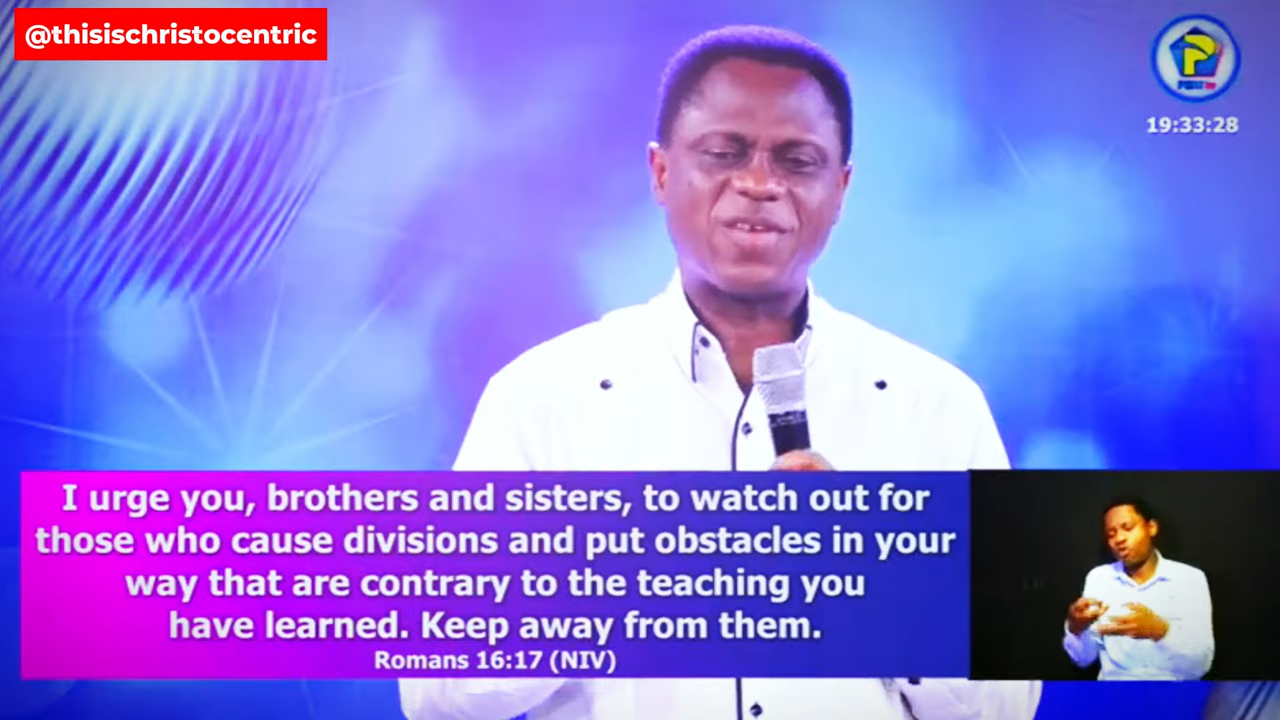 @thisischristocentric
P
19:33:28
I urge you, brothers and sisters, to watch out for
those who cause divisions and put obstacles in your
way that are contrary to the teaching you
have learned. Keep away from them.
Romans 16:17 (NIV)